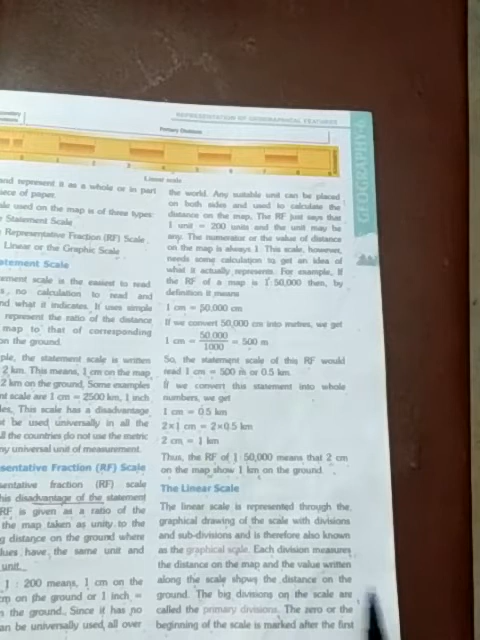 REPRESENTATION OF GEOGRAPHICAL FEATURES
GEOGRAPHY-6
Primary Divisions
Linear scale
and represent it as a whole or in part
of paper.
used on the map is of three types:
Statement Scale
Representative Fraction (RF) Scale
Linear or the Graphic Scale
atement Scale
ement scale is the easiest to read
no calculation to read and
nd what it indicates. It uses simple
represent the ratio of the distance
map to that of corresponding
on the ground.
ple, the statement scale is written
2 km. This means, 1 cm on the map
2 km on the ground. Some examples
nt scale are 1 cm = 2500 km, 1 inch
les, This scale has a disadvantage
t be used universally in all the
ll the countries do not use the metric
ny universal unit of measurement.
sentative Fraction (RF) Scale
sentative fraction (RF) scale
his disadvantage of the statement
RF is given as a ratio of the
the map taken as unity to the
g distance on the ground where
lues have the same unit and
unit.
1 : 200 means, 1 cm on the
cm on the ground or 1 inch =
n the ground. Since it has no
an be universally used, all over
the world. Any suitable unit can be placed
on both sides and used to calculate the
distance on the map. The RF just says that
1 unit = 200 units and the unit may be
any. The numerator or the value of distance
on the map is always 1. This scale, however,
needs some calculation to get an idea of
what it actually represents. For example, if
the RF of a map is 1:50,000 then, by
definition it means
1 cm = 50,000 cm
If we convert 50,000 cm into metres, we get
1 cm = 50,000 / 1000 = 500 m
So, the statement scale of this RF would
read 1 cm = 500 m or 0.5 km.
If we convert this statement into whole
numbers, we get
1 cm = 0.5 km
2×1 cm = 2×0.5 km
2 cm = 1 km
Thus, the RF of 1:50,000 means that 2 cm
on the map show 1 km on the ground.
The Linear Scale
The linear scale is represented through the
graphical drawing of the scale with divisions
and sub-divisions and is therefore also known
as the graphical scale. Each division measures
the distance on the map and the value written
along the scale shows the distance on the
ground. The big divisions on the scale are
called the primary divisions. The zero or the
beginning of the scale is marked after the first